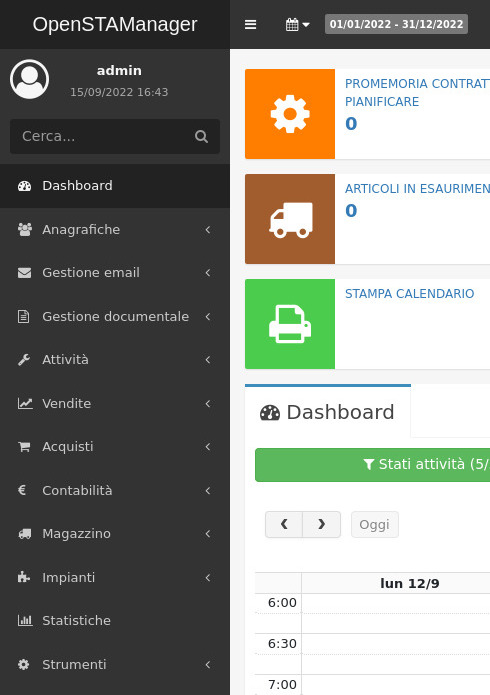 OpenSTAManager
01/01/2022 - 31/12/2022
admin
15/09/2022 16:43
Cerca...
Dashboard
Anagrafiche
Gestione email
Gestione documentale
Attività
Vendite
Acquisti
Contabilità
Magazzino
Impianti
Statistiche
Strumenti
PROMEMORIA CONTRATT
PIANIFICARE
0
ARTICOLI IN ESAURIMEN
0
STAMPA CALENDARIO
Dashboard
Stati attività (5/
Oggi
lun 12/9
6:00
6:30
7:00